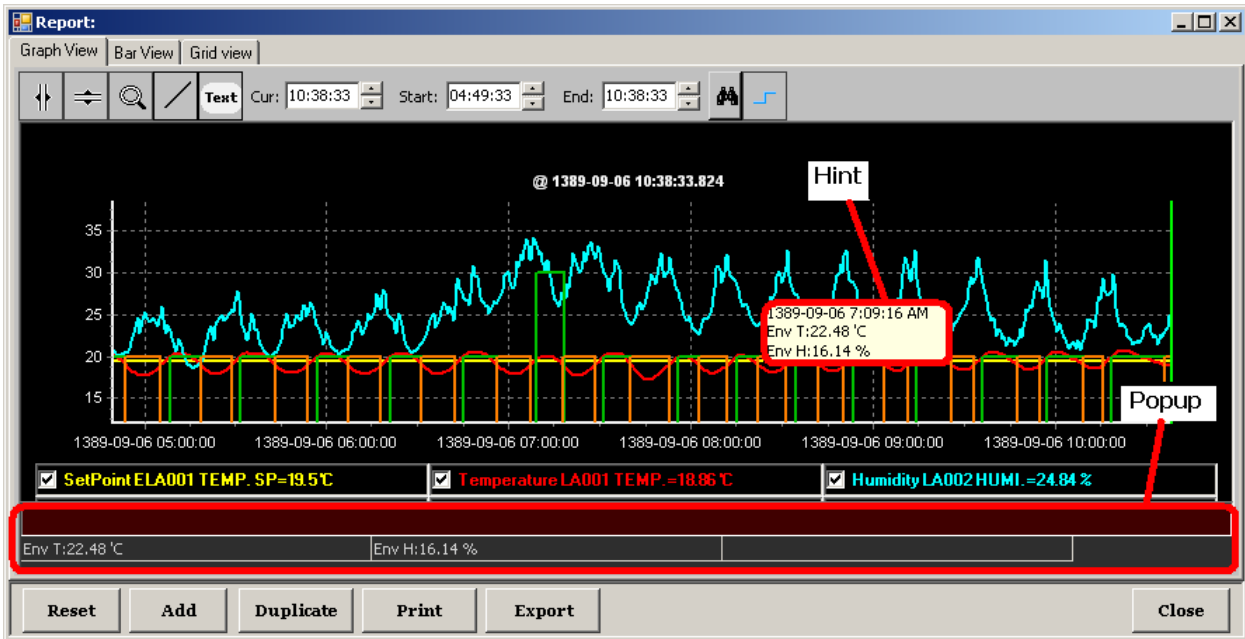 Report:
Graph View Bar View Grid view
Text Cur: 10:38:33 Start: 04:49:33 End: 10:38:33
@ 1389-09-06 10:38:33.824
Hint
35
30
25
20
15
1389-09-06 7:09:16 AM
Env T:22.48 'C
Env H:16.14 %
Popup
1389-09-06 05:00:00 1389-09-06 06:00:00 1389-09-06 07:00:00 1389-09-06 08:00:00 1389-09-06 09:00:00 1389-09-06 10:00:00
SetPoint ELA001 TEMP. SP=19.5'C Temperature LA001 TEMP.=18.86 'C Humidity LA002 HUMI.=24.84 %
Env T:22.48 'C Env H:16.14 %
Reset Add Duplicate Print Export Close